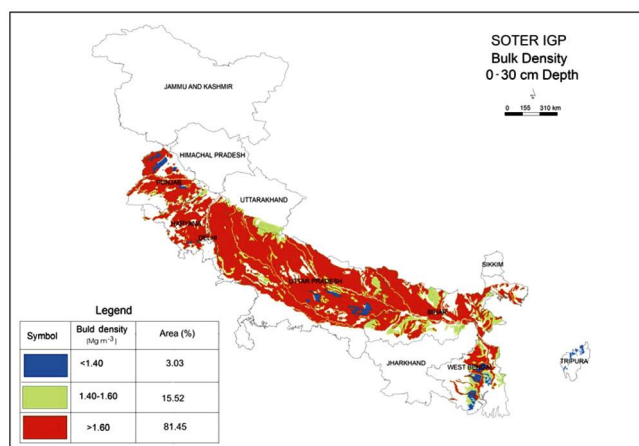 SOTER IGP
Bulk Density
0-30 cm Depth
0 155 310 km
JAMMU AND KASHMIR
HIMACHAL PRADESH
PUNJAB
UTTARAKHAND
HARYANA
DELHI
UTTAR PRADESH
SIKKIM
BIHAR
JHARKHAND
WEST BENGAL
TRIPURA
Legend
Symbol Buld density Area (%)
[Mg m-3)
<1.40 3.03
1.40-1.60 15.52
>1.60 81.45